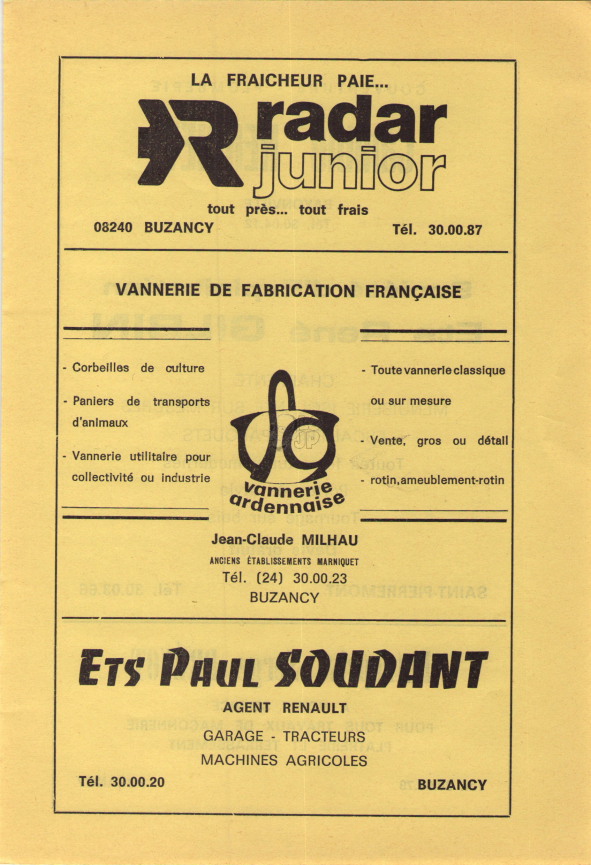 LA FRAICHEUR PAIE...
radar
junior
tout près... tout frais
08240 BUZANCY Tél. 30.00.87
VANNERIE DE FABRICATION FRANÇAISE
- Corbeilles de culture
- Paniers de transports
d'animaux
- Vannerie utilitaire pour
collectivité ou industrie
vannerie
ardennaise
- Toute vannerie classique
ou sur mesure
- Vente, gros ou détail
- rotin, ameublement-rotin
Jean-Claude MILHAU
ANCIENS ÉTABLISSEMENTS MARNIQUET
Tél. (24) 30.00.23
BUZANCY
ETS PAUL SOUDANT
AGENT RENAULT
GARAGE - TRACTEURS
MACHINES AGRICOLES
Tél. 30.00.20 BUZANCY